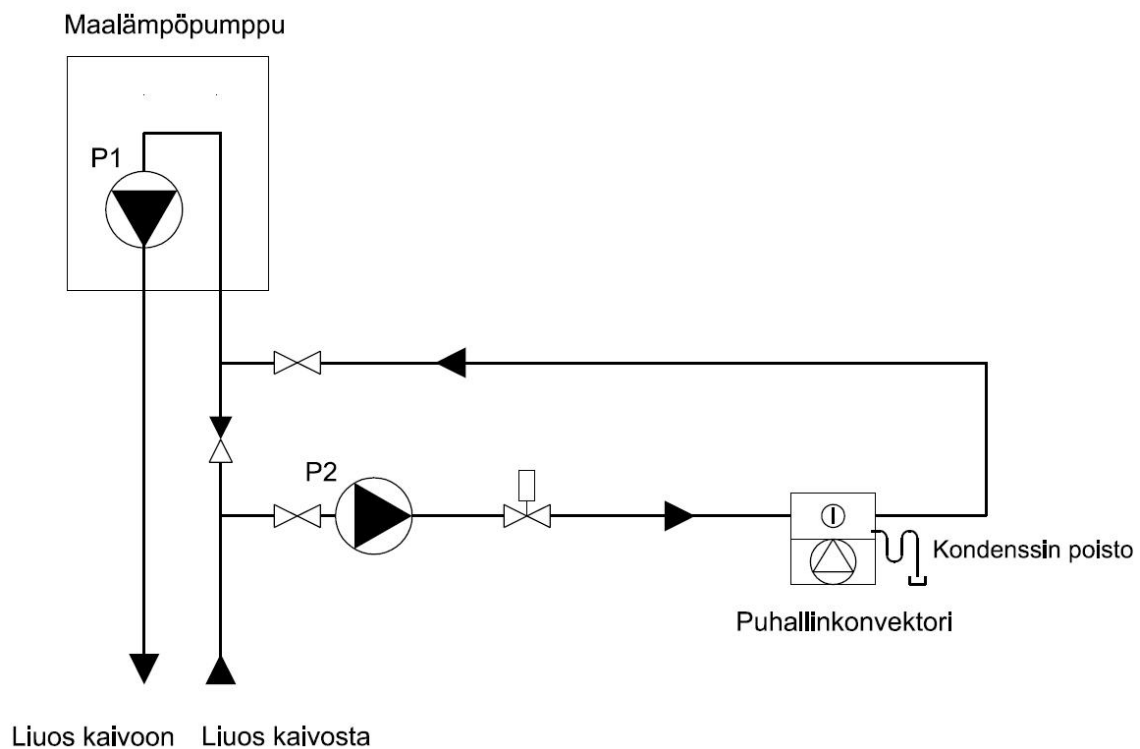 Maalämpöpumppu
P1
P2
Kondenssin poisto
Puhallinkonvektori
Liuos kaivoon
Liuos kaivosta